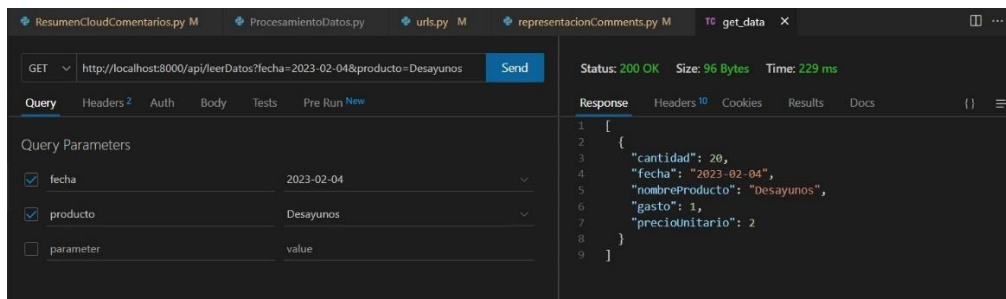 ResumenCloudComentarios.py M ProcesamientoDatos.py urls.py M representacionComments.py M TC get_data
GET http://localhost:8000/api/leerDatos?fecha=2023-02-04&producto=Desayunos Send
Query Headers 2 Auth Body Tests Pre Run New
Query Parameters
fecha 2023-02-04
producto Desayunos
parameter value
Status: 200 OK Size: 96 Bytes Time: 229 ms
Response Headers 10 Cookies Results Docs {}
1 [
2 {
3 "cantidad": 20,
4 "fecha": "2023-02-04",
5 "nombreProducto": "Desayunos",
6 "gasto": 1,
7 "precioUnitario": 2
8 }
9 ]